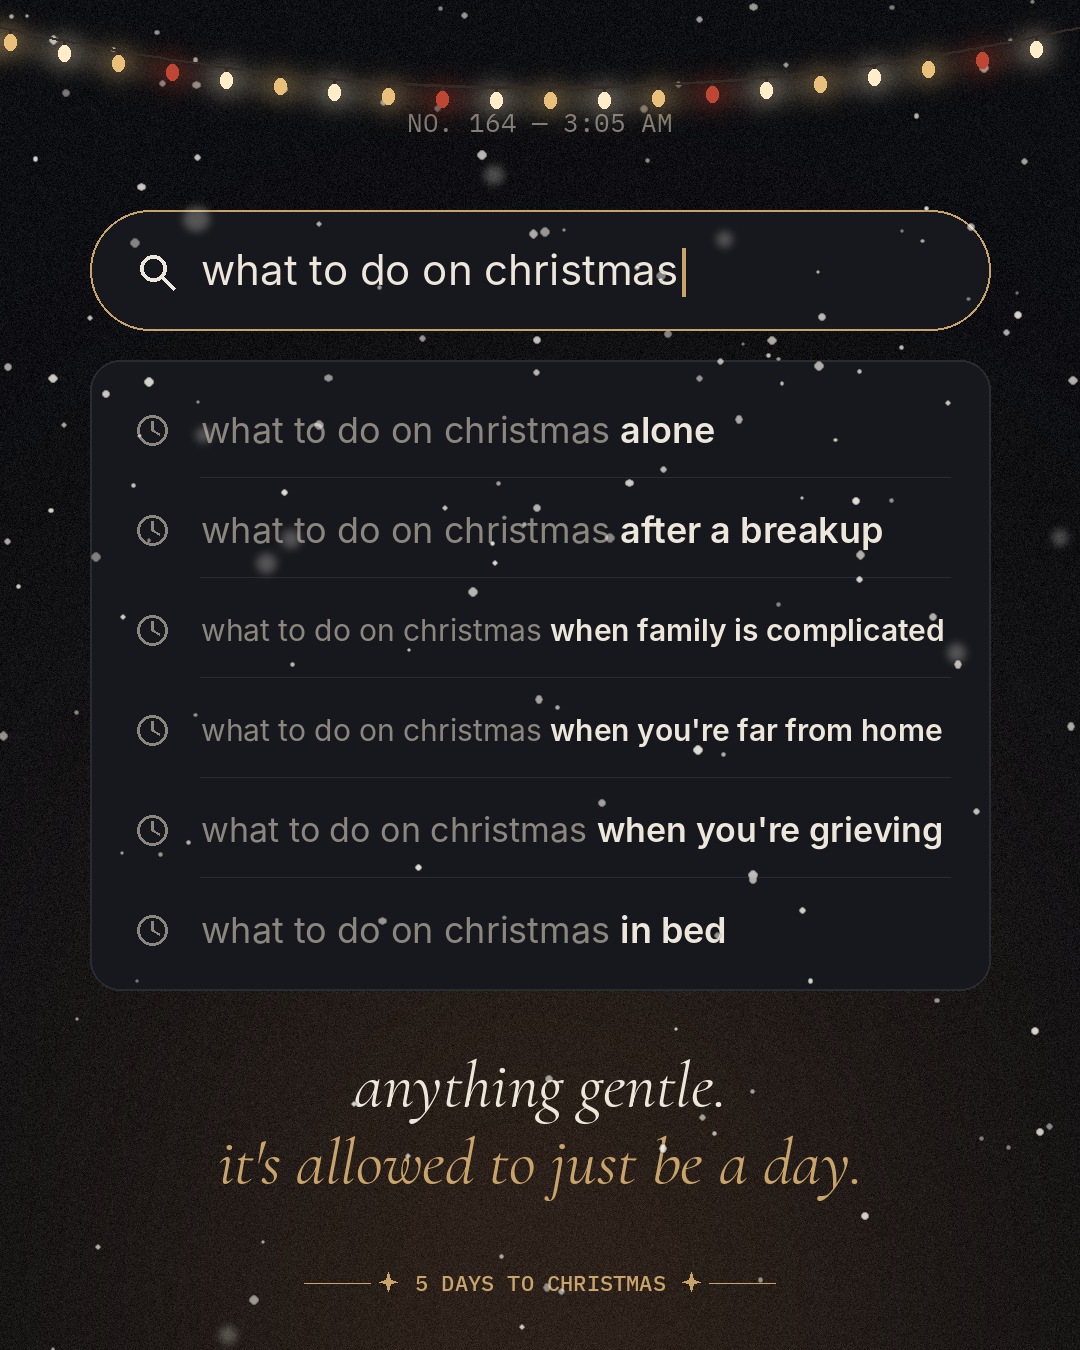 NO. 164 — 3:05 AM
what to do on christmas
what to do on christmas alone
what to do on christmas after a breakup
what to do on christmas when family is complicated
what to do on christmas when you're far from home
what to do on christmas when you're grieving
what to do on christmas in bed
anything gentle.
it's allowed to just be a day.
5 DAYS TO CHRISTMAS